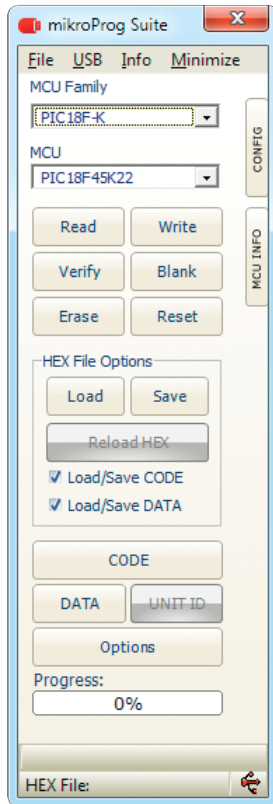 mikroProg Suite
File USB Info Minimize
MCU Family
PIC18F-K
CONFIG
MCU
PIC18F45K22
MCU INFO
Read Write
Verify Blank
Erase Reset
HEX File Options
Load Save
Reload HEX
Load/Save CODE
Load/Save DATA
CODE
DATA UNIT ID
Options
Progress:
0%
HEX File: